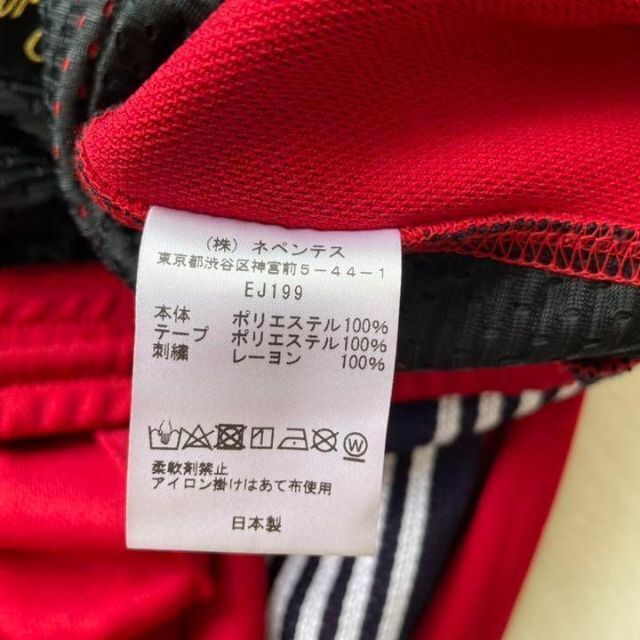 (株) ネペンテス
東京都渋谷区神宮前5-44-1
EJ199
本体 ポリエステル100%
テープ ポリエステル100%
刺繍 レーヨン 100%
W
柔軟剤禁止
アイロン掛けはあて布使用
日本製